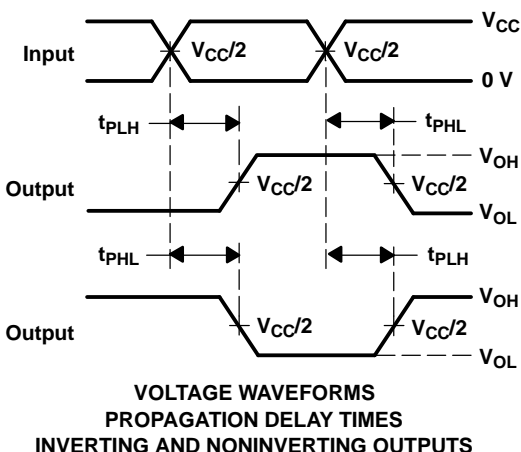 VCC
Input VCC/2 VCC/2
0 V
tPLH tPHL
VOH
Output VCC/2 VCC/2
VOL
tPHL tPLH
VOH
Output VCC/2 VCC/2
VOL
VOLTAGE WAVEFORMS
PROPAGATION DELAY TIMES
INVERTING AND NONINVERTING OUTPUTS